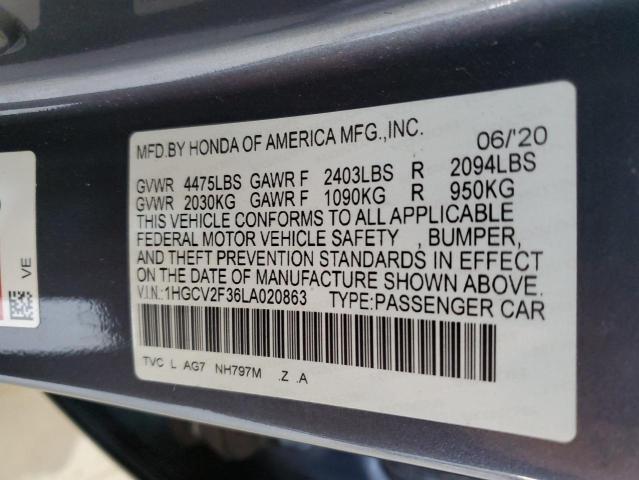 MFD.BY HONDA OF AMERICA MFG.,INC. 06/'20
GVWR 4475LBS GAWR F 2403LBS R 2094LBS
GVWR 2030KG GAWR F 1090KG R 950KG
THIS VEHICLE CONFORMS TO ALL APPLICABLE
FEDERAL MOTOR VEHICLE SAFETY , BUMPER,
AND THEFT PREVENTION STANDARDS IN EFFECT
ON THE DATE OF MANUFACTURE SHOWN ABOVE.
V.I.N.:1HGCV2F36LA020863 TYPE:PASSENGER CAR
TVC L AG7 NH797M .Z .A
VE